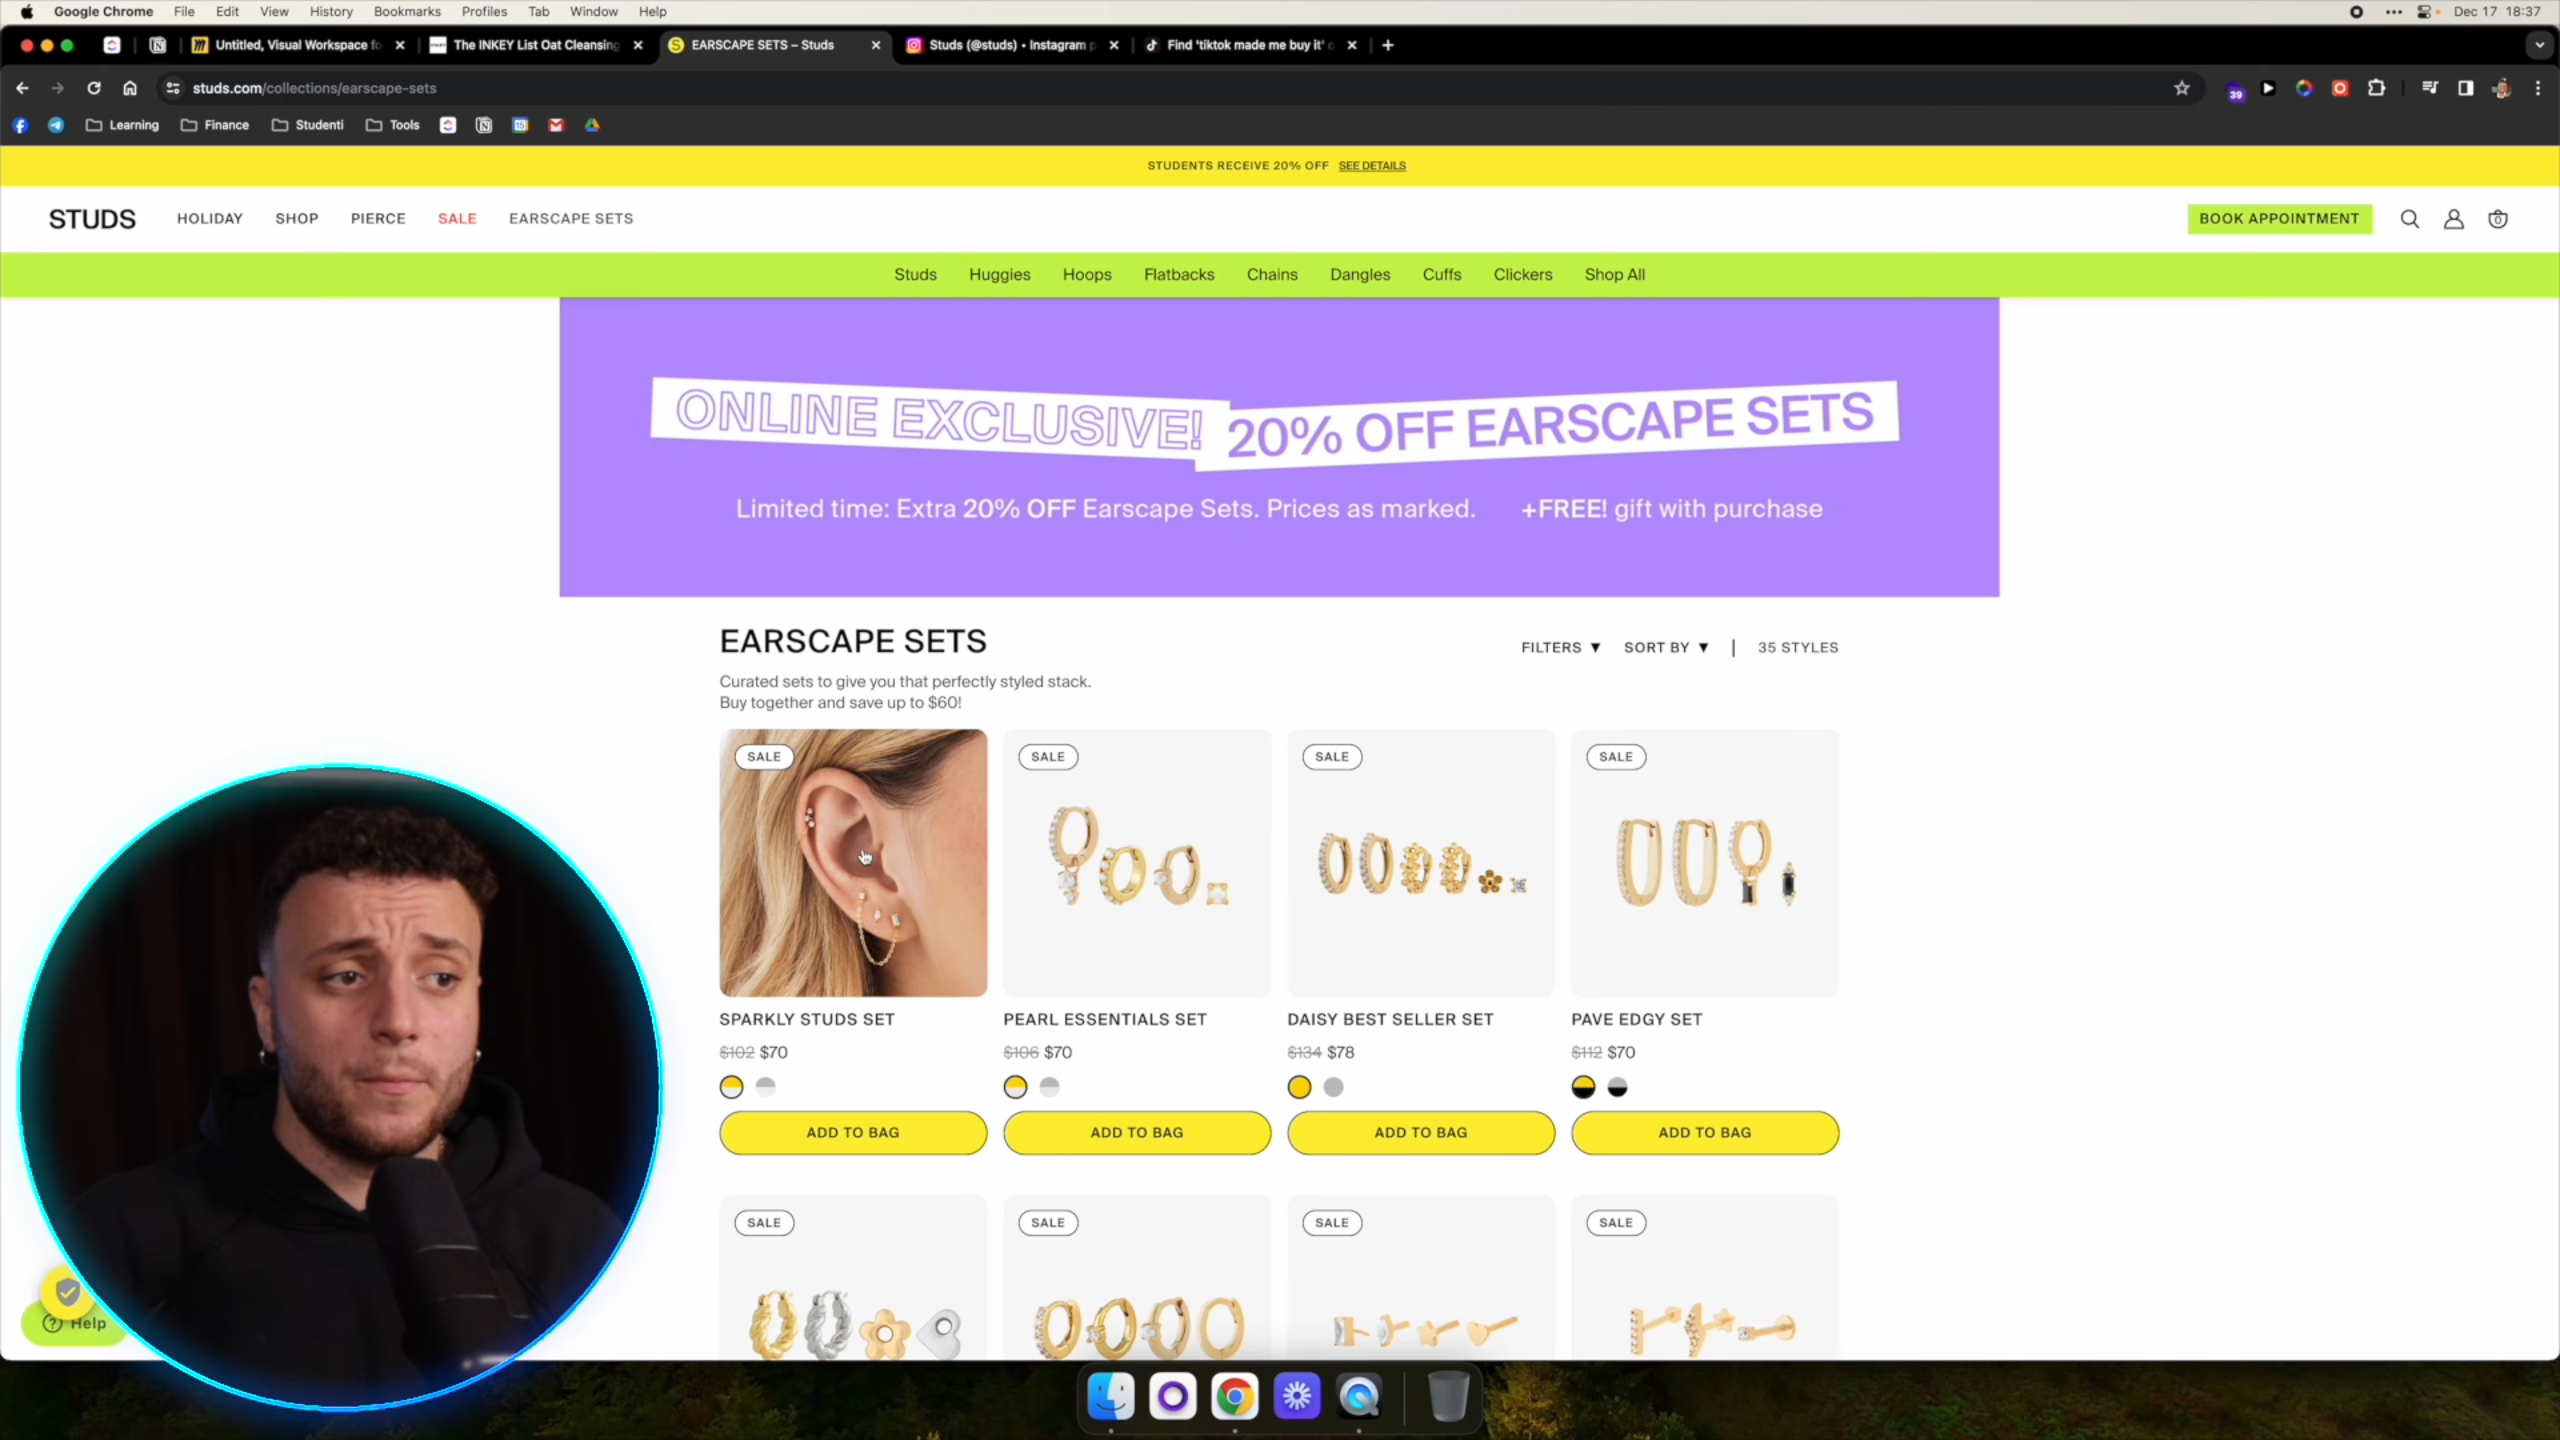 Google Chrome File Edit View History Bookmarks Profiles Tab Window Help
Dec 17 18:37
Untitled, Visual Workspace fo
The INKEY List Oat Cleansing
EARSCAPE SETS – Studs
Studs (@studs) • Instagram p
Find 'tiktok made me buy it' o
studs.com/collections/earscape-sets
39
Learning Finance Studenti Tools
STUDENTS RECEIVE 20% OFF SEE DETAILS
STUDS HOLIDAY SHOP PIERCE SALE EARSCAPE SETS BOOK APPOINTMENT
0
Studs Huggies Hoops Flatbacks Chains Dangles Cuffs Clickers Shop All
ONLINE EXCLUSIVE! 20% OFF EARSCAPE SETS
Limited time: Extra 20% OFF Earscape Sets. Prices as marked. +FREE! gift with purchase
EARSCAPE SETS
FILTERS ▼ SORT BY ▼ | 35 STYLES
Curated sets to give you that perfectly styled stack.
Buy together and save up to $60!
SALE SALE SALE SALE
SPARKLY STUDS SET PEARL ESSENTIALS SET DAISY BEST SELLER SET PAVE EDGY SET
$102 $70 $106 $70 $134 $78 $112 $70
ADD TO BAG ADD TO BAG ADD TO BAG ADD TO BAG
SALE SALE SALE SALE
Help